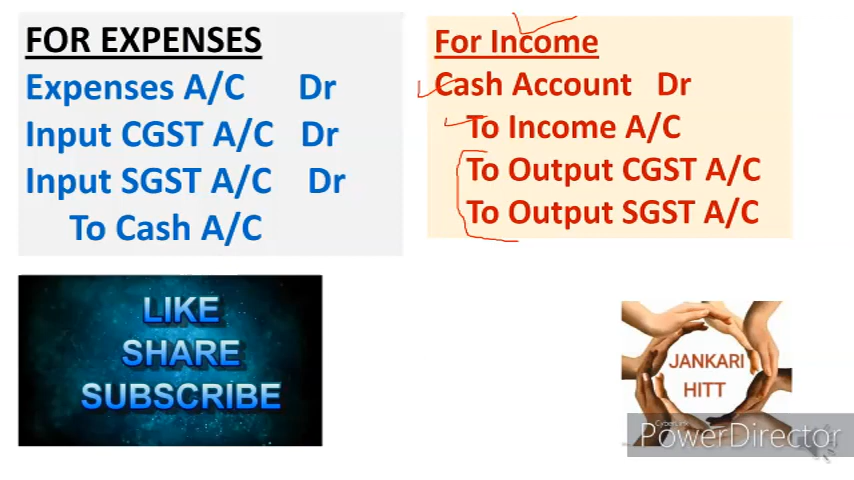 FOR EXPENSES
Expenses A/C Dr
Input CGST A/C Dr
Input SGST A/C Dr
To Cash A/C
For Income
Cash Account Dr
To Income A/C
To Output CGST A/C
To Output SGST A/C
LIKE
SHARE
SUBSCRIBE
JANKARI
HITT
CyberLink
PowerDirector